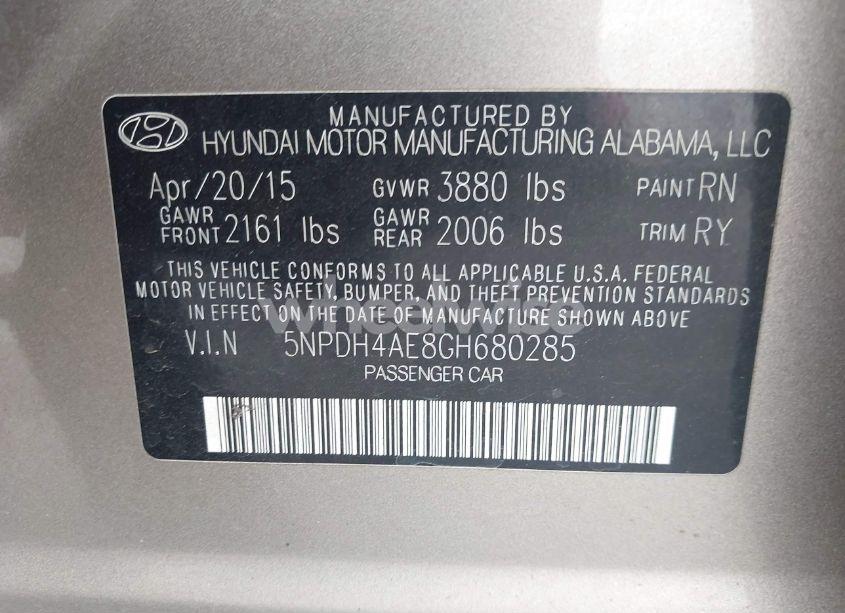 MANUFACTURED BY
HYUNDAI MOTOR MANUFACTURING ALABAMA, LLC
Apr/20/15 GVWR 3880 lbs PAINT RN
GAWR FRONT 2161 lbs GAWR REAR 2006 lbs TRIM RY
THIS VEHICLE CONFORMS TO ALL APPLICABLE U.S.A. FEDERAL
MOTOR VEHICLE SAFETY, BUMPER, AND THEFT PREVENTION STANDARDS
IN EFFECT ON THE DATE OF MANUFACTURE SHOWN ABOVE
wheelwise
V.I.N 5NPDH4AE8GH680285
PASSENGER CAR